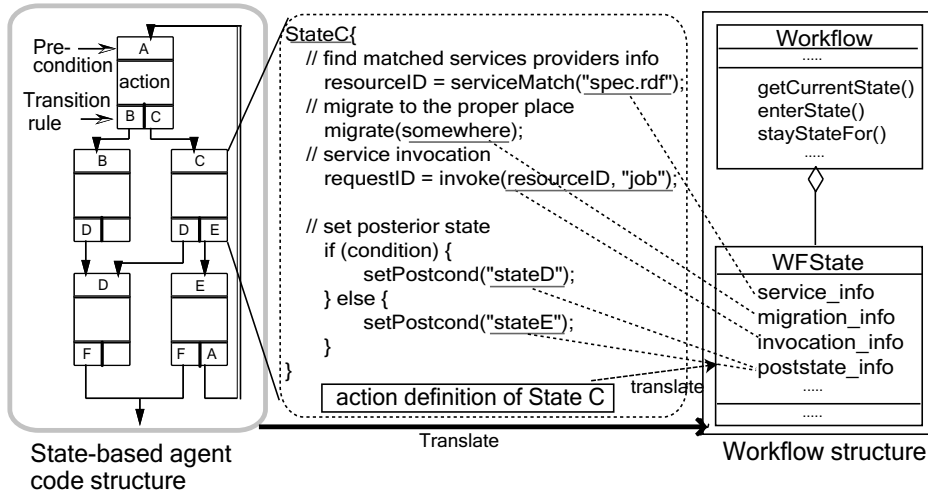 Pre-
condition
A
action
Transition
rule
B C
B
C
D
D E
D
E
F
F A
State-based agent
code structure
StateC{
// find matched services providers info
resourceID = serviceMatch("spec.rdf");
// migrate to the proper place
migrate(somewhere);
// service invocation
requestID = invoke(resourceID, "job");
// set posterior state
if (condition) {
setPostcond("stateD");
} else {
setPostcond("stateE");
}
}
action definition of State C
translate
Translate
Workflow
.....
getCurrentState()
enterState()
stayStateFor()
.....
WFState
service_info
migration_info
invocation_info
poststate_info
.....
.....
Workflow structure